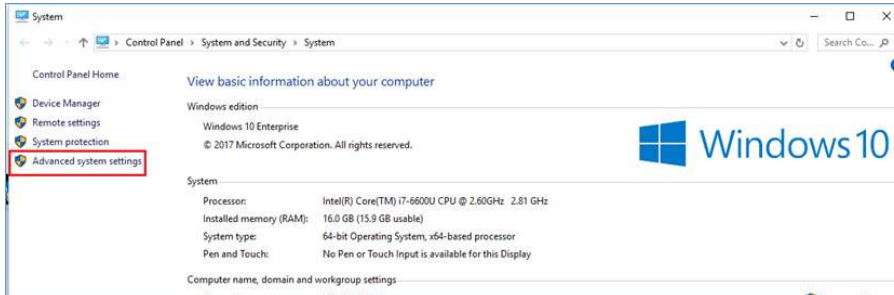 System
Control Panel > System and Security > System
Search Co...
Control Panel Home
Device Manager
Remote settings
System protection
Advanced system settings
View basic information about your computer
Windows edition
Windows 10 Enterprise
© 2017 Microsoft Corporation. All rights reserved.
Windows 10
System
Processor: Intel(R) Core(TM) i7-6600U CPU @ 2.60GHz 2.81 GHz
Installed memory (RAM): 16.0 GB (15.9 GB usable)
System type: 64-bit Operating System, x64-based processor
Pen and Touch: No Pen or Touch Input is available for this Display
Computer name, domain and workgroup settings